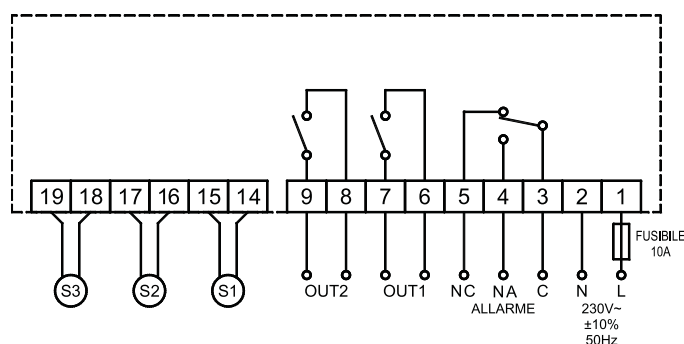 19 18 17 16 15 14 9 8 7 6 5 4 3 2 1
FUSIBILE
10A
S3 S2 S1 OUT2 OUT1 NC NA C N L
ALLARME
230V~
±10%
50Hz